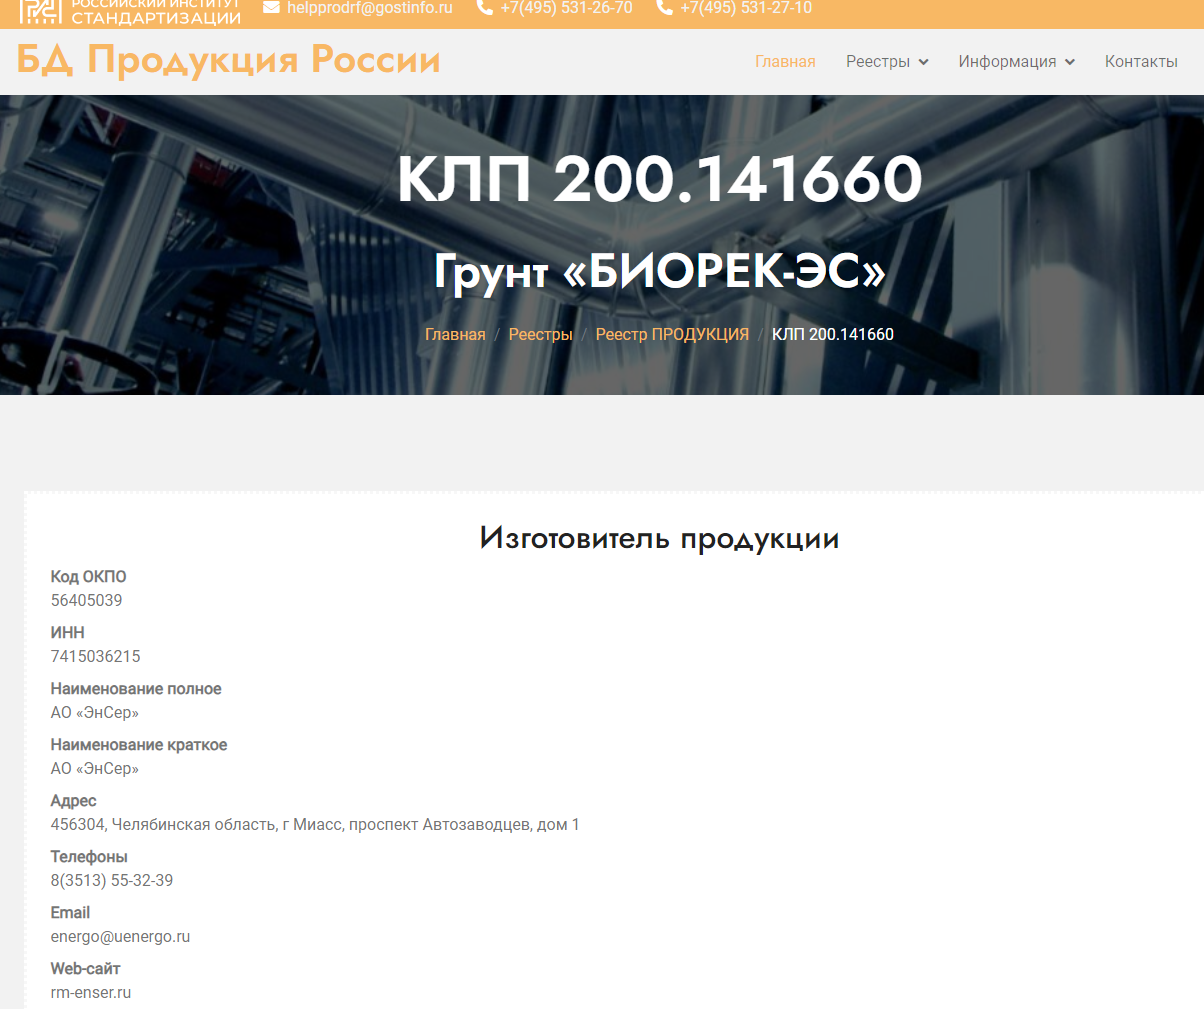 РОССИЙСКИЙ ИНСТИТУТ
СТАНДАРТИЗАЦИИ
helpprodrf@gostinfo.ru
+7(495) 531-26-70
+7(495) 531-27-10
БД Продукция России
Главная
Реестры
Информация
Контакты
КЛП 200.141660
Грунт «БИОРЕК-ЭС»
Главная / Реестры / Реестр ПРОДУКЦИЯ / КЛП 200.141660
Изготовитель продукции
Код ОКПО
56405039
ИНН
7415036215
Наименование полное
АО «ЭнСер»
Наименование краткое
АО «ЭнСер»
Адрес
456304, Челябинская область, г Миасс, проспект Автозаводцев, дом 1
Телефоны
8(3513) 55-32-39
Email
energo@uenergo.ru
Web-сайт
rm-enser.ru